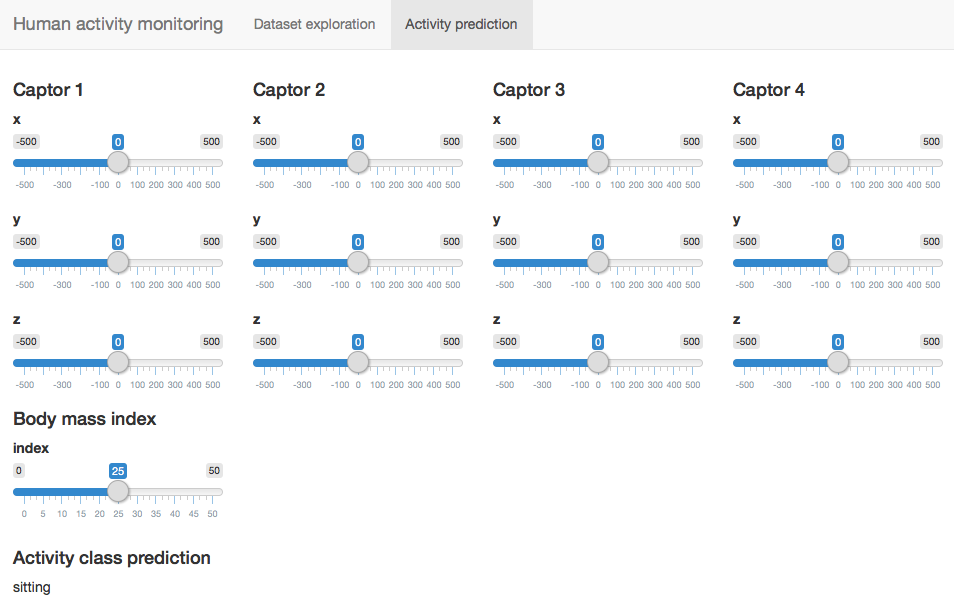 Human activity monitoring Dataset exploration Activity prediction
Captor 1 Captor 2 Captor 3 Captor 4
x x x x
-500 0 500 -500 0 500 -500 0 500 -500 0 500
-500 -300 -100 0 100 200 300 400 500 -500 -300 -100 0 100 200 300 400 500 -500 -300 -100 0 100 200 300 400 500 -500 -300 -100 0 100 200 300 400 500
y y y y
-500 0 500 -500 0 500 -500 0 500 -500 0 500
-500 -300 -100 0 100 200 300 400 500 -500 -300 -100 0 100 200 300 400 500 -500 -300 -100 0 100 200 300 400 500 -500 -300 -100 0 100 200 300 400 500
z z z z
-500 0 500 -500 0 500 -500 0 500 -500 0 500
-500 -300 -100 0 100 200 300 400 500 -500 -300 -100 0 100 200 300 400 500 -500 -300 -100 0 100 200 300 400 500 -500 -300 -100 0 100 200 300 400 500
Body mass index
index
0 25 50
0 5 10 15 20 25 30 35 40 45 50
Activity class prediction
sitting